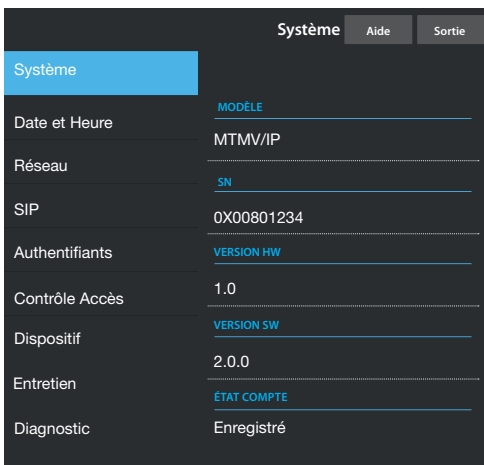 Système Aide Sortie
Système
Date et Heure
Réseau
SIP
Authentifiants
Contrôle Accès
Dispositif
Entretien
Diagnostic
MODÈLE
MTMV/IP
SN
0X00801234
VERSION HW
1.0
VERSION SW
2.0.0
ÉTAT COMPTE
Enregistré